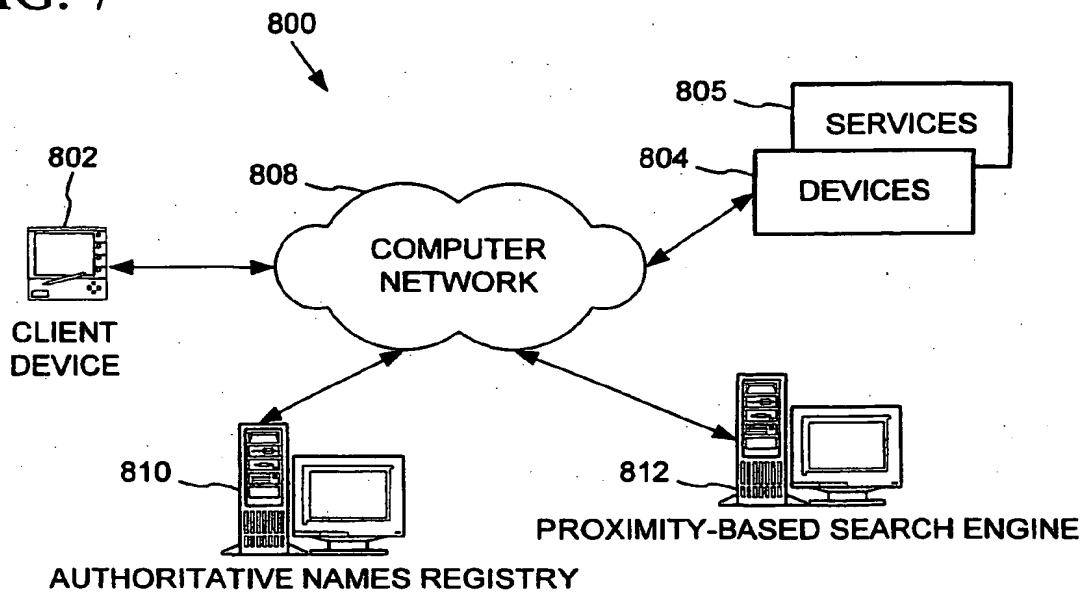 800
805
SERVICES
802
808
804
DEVICES
COMPUTER
NETWORK
CLIENT
DEVICE
810
812
PROXIMITY-BASED SEARCH ENGINE
AUTHORITATIVE NAMES REGISTRY